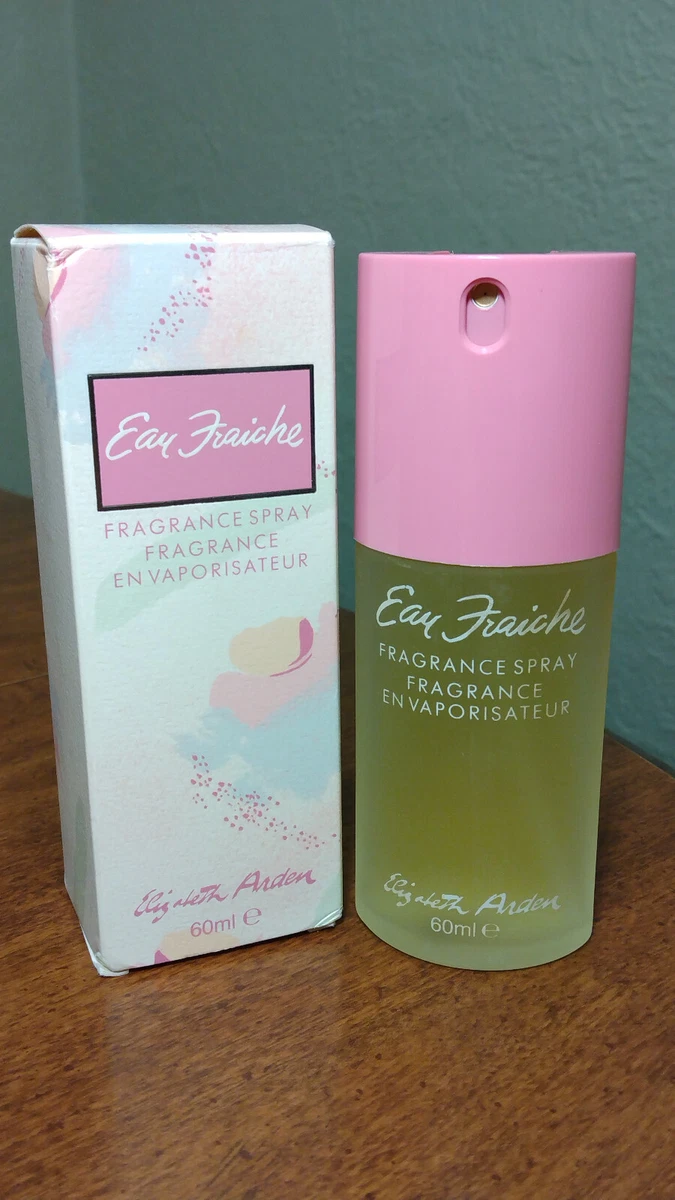 Eau Fraiche
FRAGRANCE SPRAY
FRAGRANCE
EN VAPORISATEUR
Elizabeth Arden
60ml ℮
Eau Fraiche
FRAGRANCE SPRAY
FRAGRANCE
EN VAPORISATEUR
Elizabeth Arden
60ml ℮